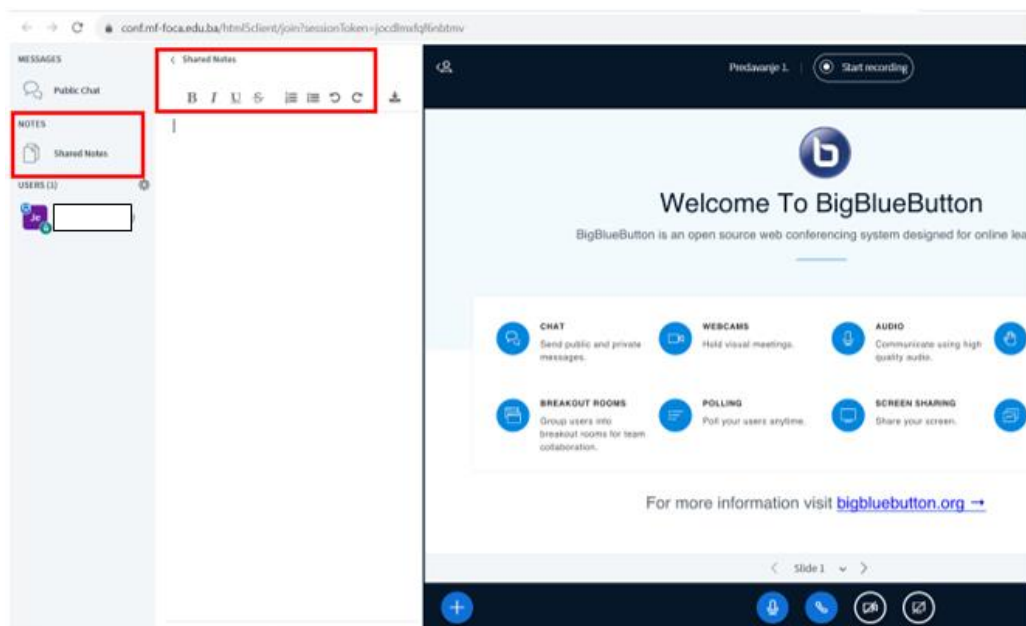 conf.mf-foca.edu.ba/html5client/join?sessionToken=
MESSAGES
Public Chat
NOTES
Shared Notes
USERS (1)
Je
Shared Notes
B I U S
Predavanje 1.
Start recording
b
Welcome To BigBlueButton
BigBlueButton is an open source web conferencing system designed for online lea
CHAT
Send public and private
messages.
WEBCAMS
Hold visual meetings.
AUDIO
Communicate using high
quality audio.
BREAKOUT ROOMS
Group users into
breakout rooms for team
collaboration.
POLLING
Poll your users anytime.
SCREEN SHARING
Share your screen.
For more information visit bigbluebutton.org →
Slide 1